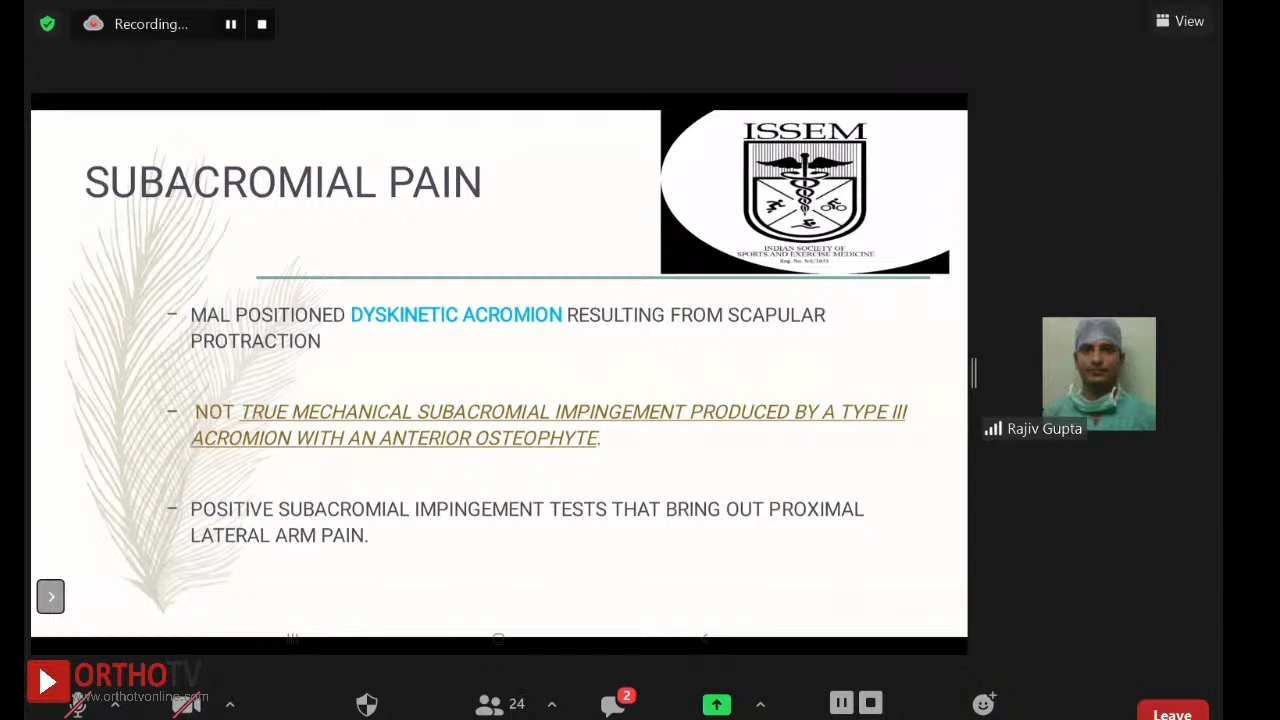 Recording...
View
SUBACROMIAL PAIN
ISSEM
INDIAN SOCIETY OF
SPORTS AND EXERCISE MEDICINE
– MAL POSITIONED DYSKINETIC ACROMION RESULTING FROM SCAPULAR
PROTRACTION
– NOT TRUE MECHANICAL SUBACROMIAL IMPINGEMENT PRODUCED BY A TYPE III
ACROMION WITH AN ANTERIOR OSTEOPHYTE.
– POSITIVE SUBACROMIAL IMPINGEMENT TESTS THAT BRING OUT PROXIMAL
LATERAL ARM PAIN.
Rajiv Gupta
ORTHOTV
www.orthotvonline.com
24
2
Leave